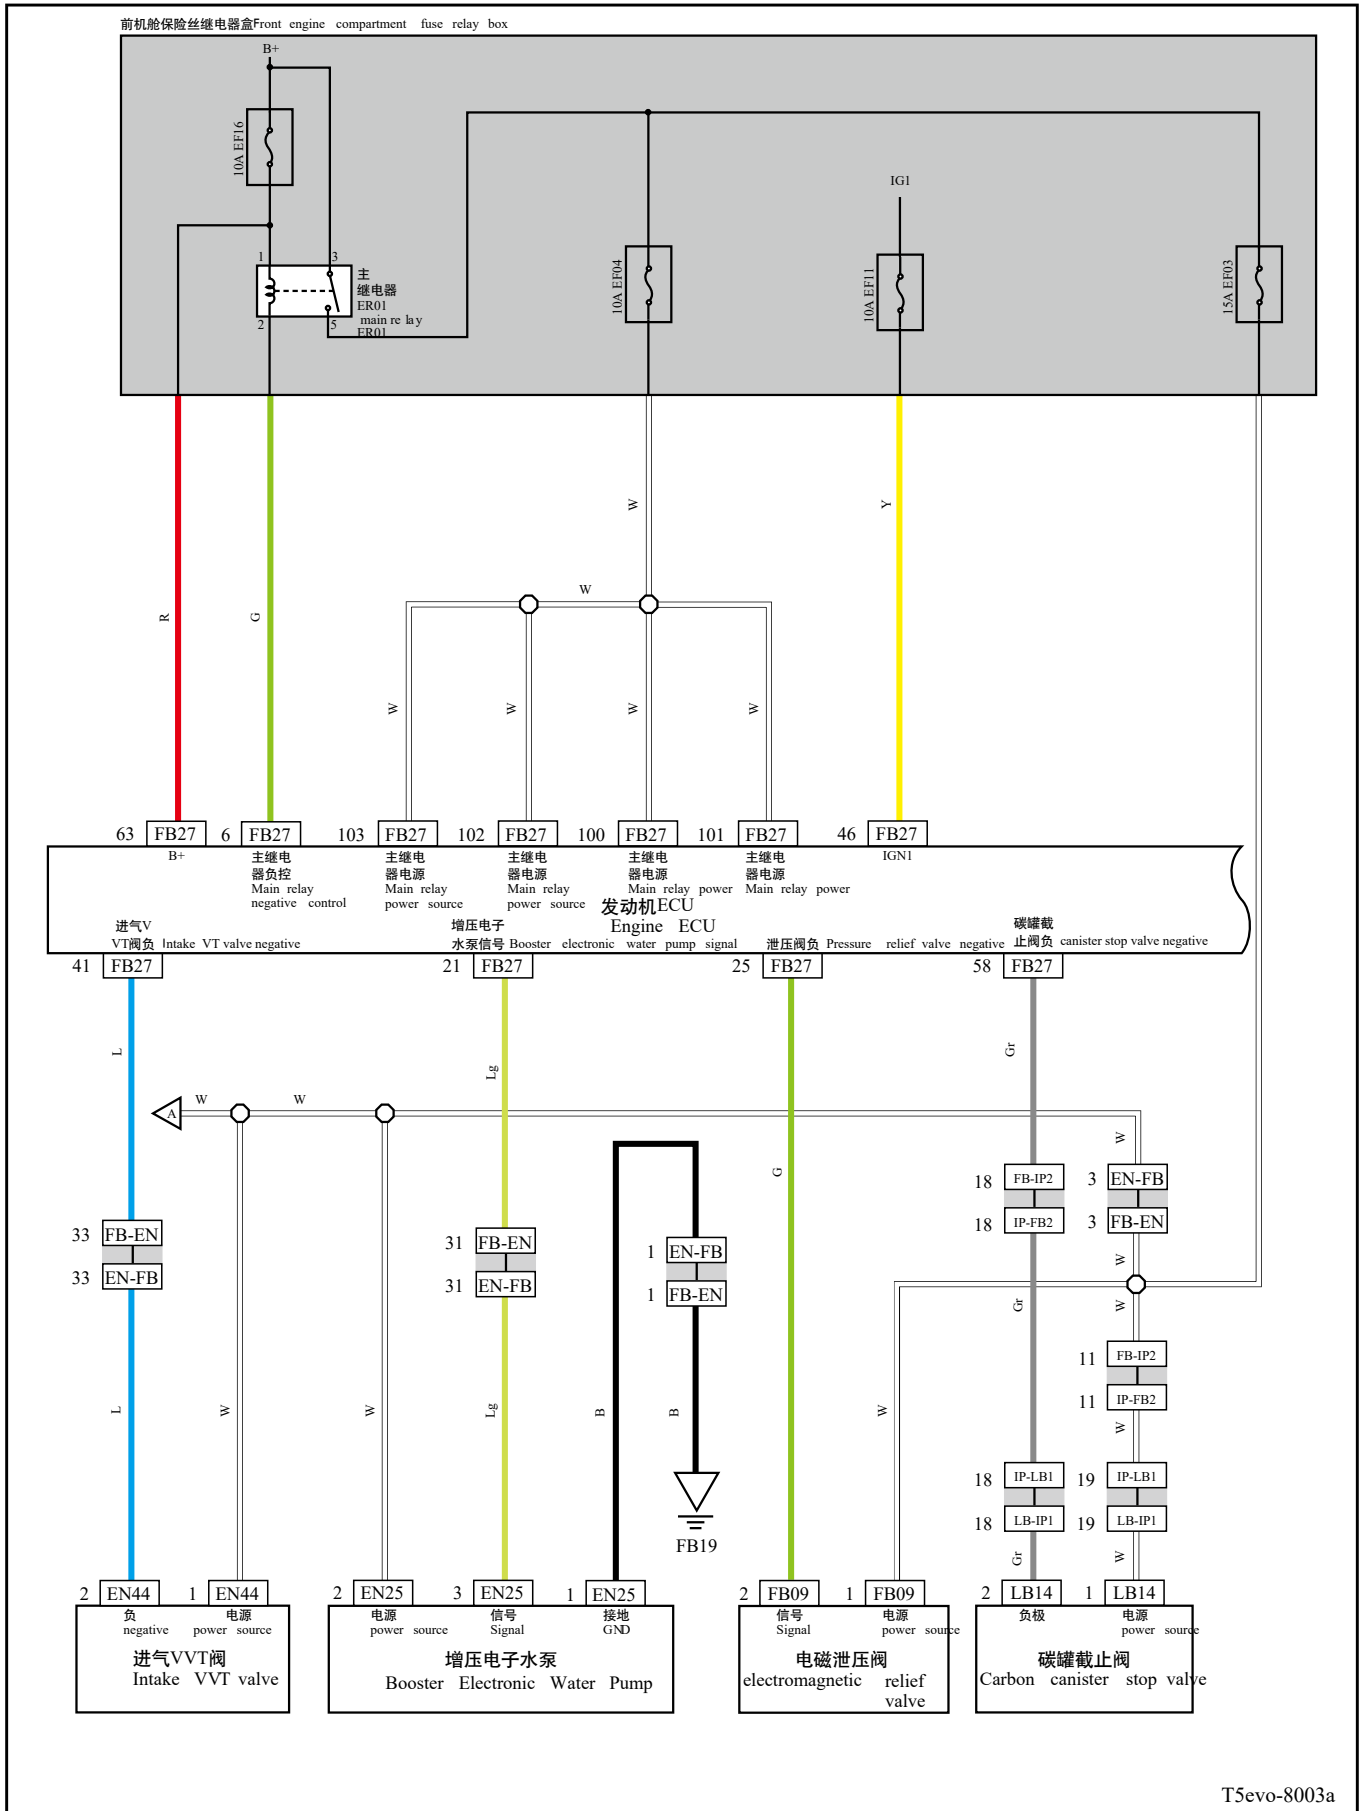 前机舱保险丝继电器盒Front engine compartment fuse relay box
B+
10A EF16
IG1
1
3
主
继电器
ER01
main re lay
ER01
2
5
10A EF04
10A EF11
15A EF03
W
Y
R
G
W
W
W
W
W
63 FB27
6 FB27
103 FB27
102 FB27
100 FB27
101 FB27
46 FB27
B+
主继电
器负控
Main relay
negative control
主继电
器电源
Main relay
power source
主继电
器电源
Main relay
power source
主继电
器电源
Main relay power
主继电
器电源
Main relay power
IGN1
发动机ECU
Engine ECU
进气V
VT阀负 Intake VT valve negative
增压电子
水泵信号 Booster electronic water pump signal
泄压阀负 Pressure relief valve negative
碳罐截
止阀负 canister stop valve negative
41 FB27
21 FB27
25 FB27
58 FB27
L
Lg
Gr
A
W
W
W
G
18 FB-IP2
18 IP-FB2
3 EN-FB
3 FB-EN
33 FB-EN
33 EN-FB
31 FB-EN
31 EN-FB
1 EN-FB
1 FB-EN
W
Gr
W
11 FB-IP2
11 IP-FB2
L
W
W
Lg
B
B
W
W
18 IP-LB1
18 LB-IP1
19 IP-LB1
19 LB-IP1
FB19
Gr
W
2 EN44
1 EN44
2 EN25
3 EN25
1 EN25
2 FB09
1 FB09
2 LB14
1 LB14
负
negative
电源
power source
进气VVT阀
Intake VVT valve
电源
power source
信号
Signal
接地
GND
增压电子水泵
Booster Electronic Water Pump
信号
Signal
电源
power source
电磁泄压阀
electromagnetic relief
valve
负极
电源
power source
碳罐截止阀
Carbon canister stop valve
T5evo-8003a